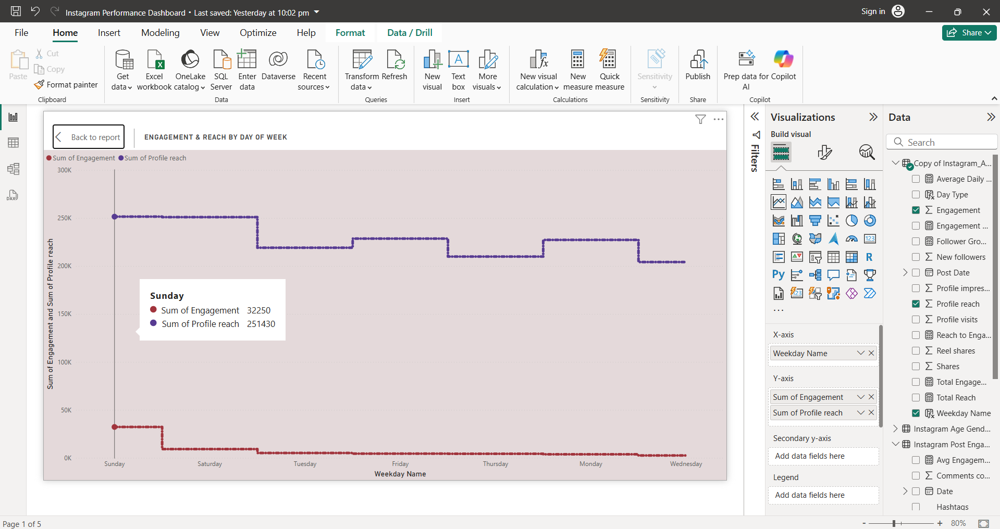 Instagram Performance Dashboard • Last saved: Yesterday at 10:02 pm
Sign in
File Home Insert Modeling View Optimize Help Format Data / Drill
Share
Paste
Cut
Copy
Format painter
Clipboard
Get data
Excel workbook
OneLake catalog
SQL Server
Enter data
Dataverse
Recent sources
Data
Transform data
Refresh
Queries
New visual
Text box
More visuals
Insert
New visual calculation
New measure
Quick measure
Calculations
Sensitivity
Sensitivity
Publish
Share
Prep data for AI
Copilot
Copilot
Back to report
ENGAGEMENT & REACH BY DAY OF WEEK
Sum of Engagement Sum of Profile reach
300K
250K
200K
150K
100K
50K
0K
Sum of Engagement and Sum of Profile reach
Sunday
Sum of Engagement 32250
Sum of Profile reach 251430
Sunday Saturday Tuesday Friday Thursday Monday Wednesday
Weekday Name
Filters
Visualizations
Build visual
123
R
Py
123
...
X-axis
Weekday Name
Y-axis
Sum of Engagement
Sum of Profile reach
Secondary y-axis
Add data fields here
Legend
Add data fields here
Data
Search
Copy of Instagram_A...
Average Daily ...
Day Type
Engagement
Engagement ...
Follower Gro...
New followers
Post Date
Profile impres...
Profile reach
Profile visits
Reach to Enga...
Reel shares
Shares
Total Engage...
Total Reach
Weekday Name
Instagram Age Gend...
Instagram Post Enga...
Avg Engagem...
Comments co...
Date
Hashtags
DAX
Page 1 of 5
- + 80%